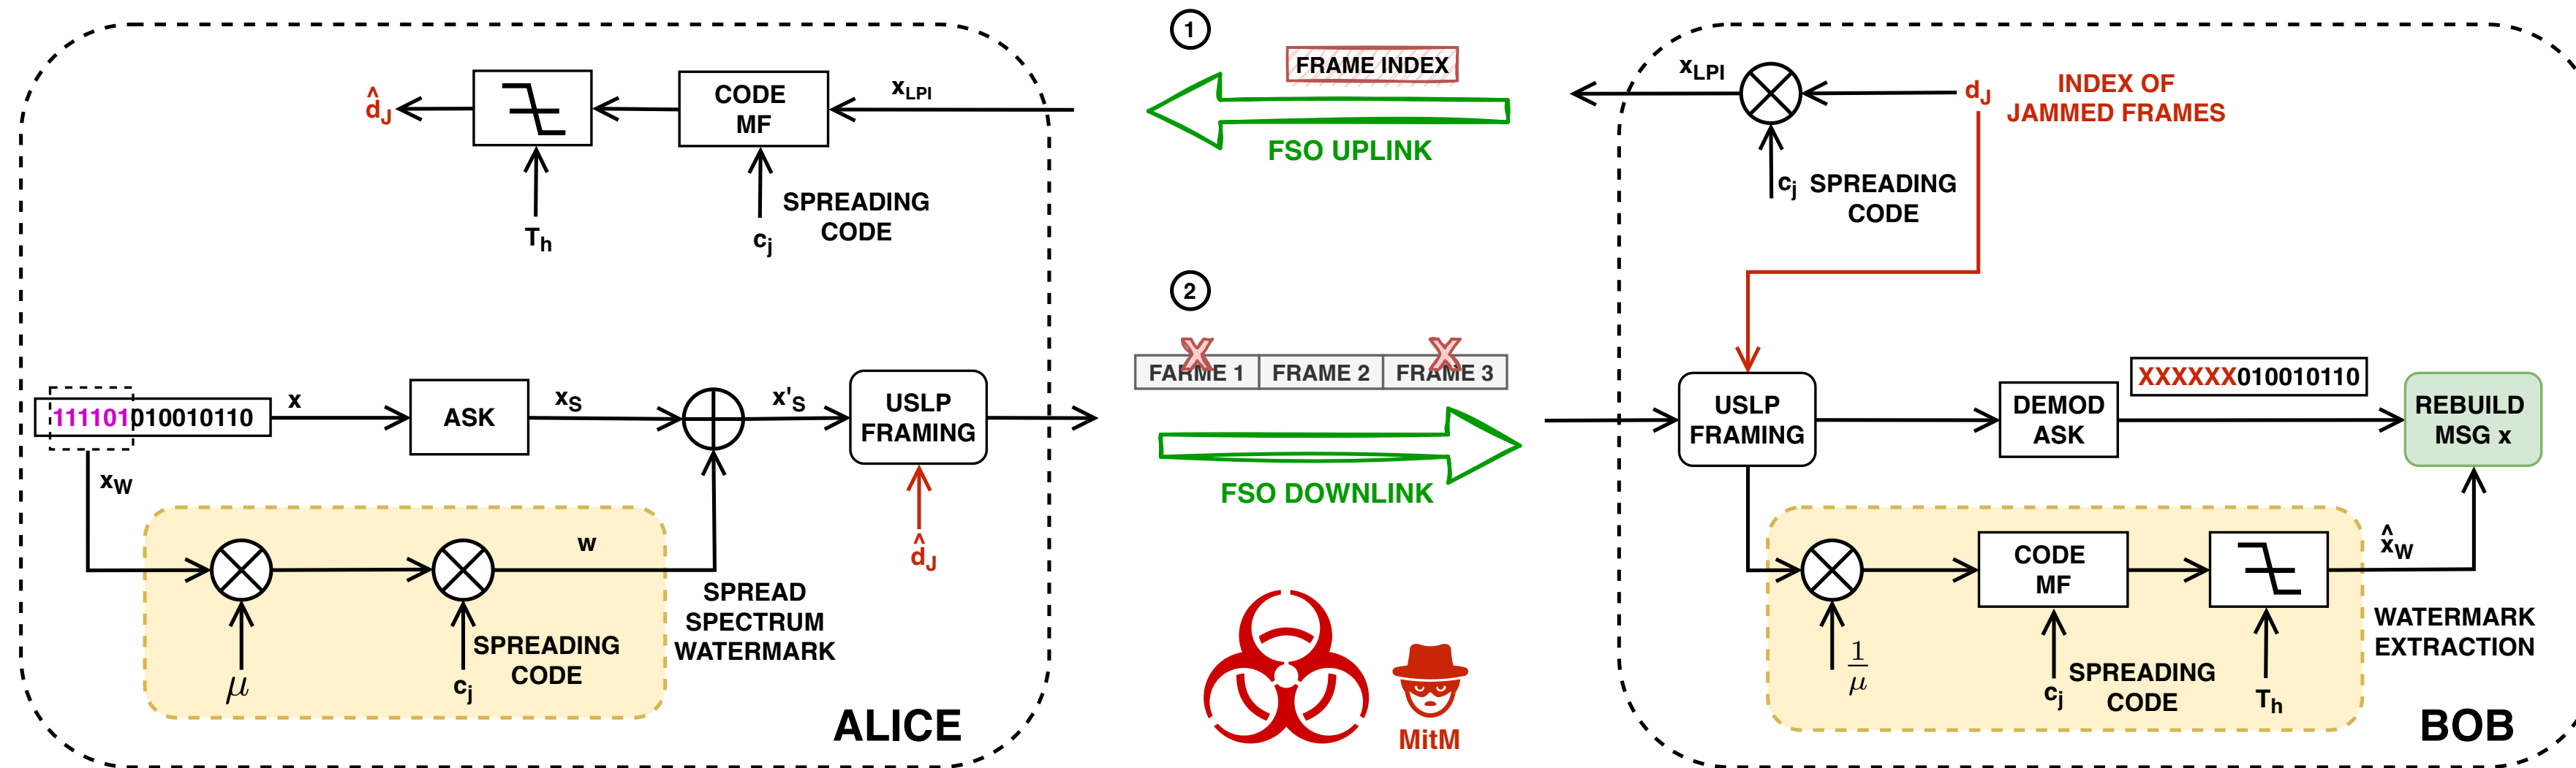 1
FRAME INDEX
FSO UPLINK
x_LPI
CODE
MF
d̂_J
T_h
c_j
SPREADING
CODE
x_LPI
d_J
INDEX OF
JAMMED FRAMES
c_j SPREADING
CODE
2
FARME 1 FRAME 2 FRAME 3
X X
FSO DOWNLINK
111101010010110
x
ASK
x_S
x'_S
USLP
FRAMING
d̂_J
x_W
w
μ
c_j
SPREADING
CODE
SPREAD
SPECTRUM
WATERMARK
ALICE
MitM
USLP
FRAMING
DEMOD
ASK
XXXXXX010010110
REBUILD
MSG x
1/μ
CODE
MF
c_j
SPREADING
CODE
T_h
x̂_W
WATERMARK
EXTRACTION
BOB